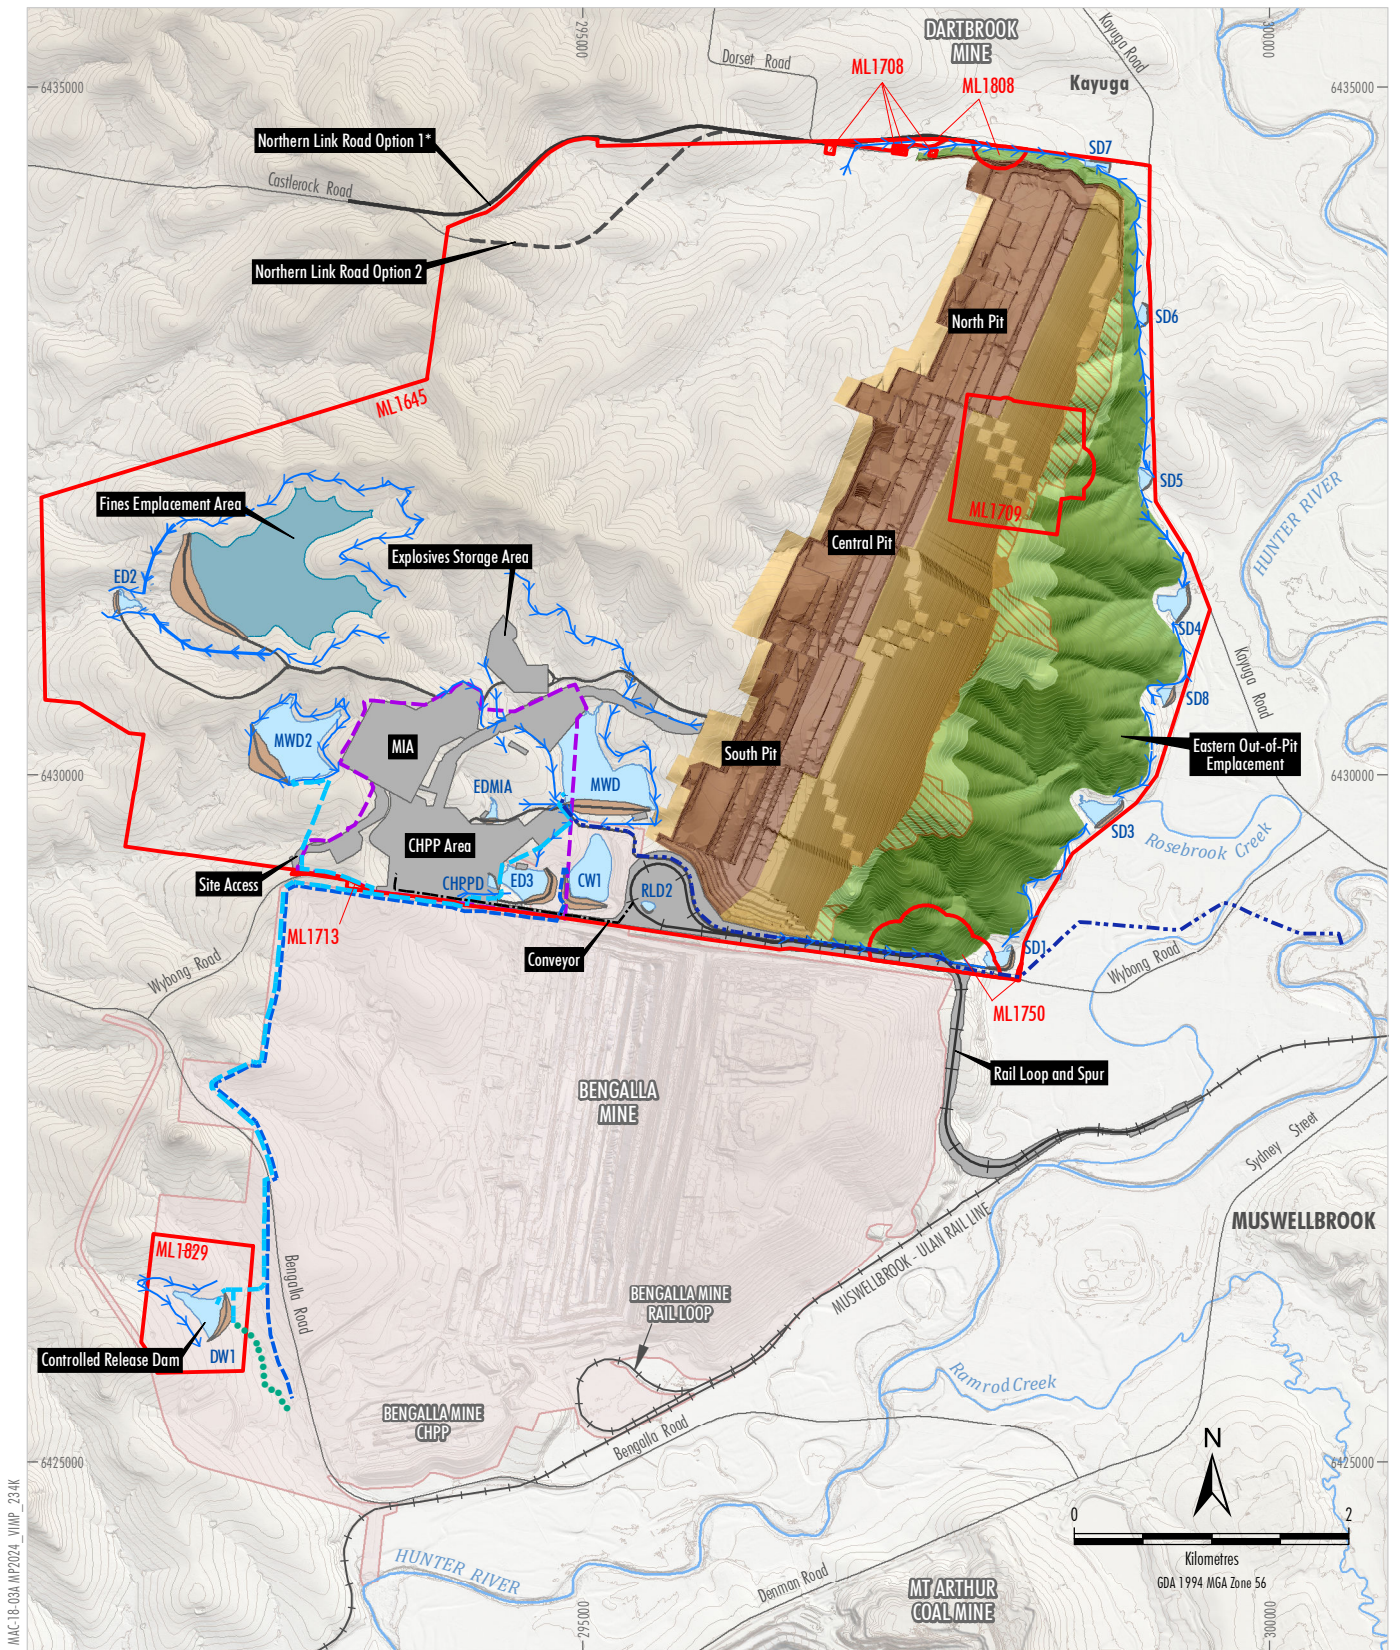 295000
300000
DARTBROOK
MINE
Kayuga Road
Dorset Road
ML1708
ML1808
Kayuga
6435000
6435000
Northern Link Road Option 1*
SD7
Castlerock Road
Northern Link Road Option 2
SD6
North Pit
ML1645
SD5
HUNTER RIVER
Fines Emplacement Area
ML1709
Central Pit
Explosives Storage Area
ED2
SD4
Kayuga Road
SD8
MWD2
MIA
South Pit
Eastern Out-of-Pit
Emplacement
6430000
6430000
EDMIA
MWD
SD3
Rosebrook Creek
CHPP Area
Site Access
CHPPD
ED3
CW1
RLD2
ML1713
SD1
Conveyor
Wybong Road
Wybong Road
ML1750
Rail Loop and Spur
BENGALLA
MINE
Sydney Street
MUSWELLBROOK
MUSWELLBROOK - ULAN RAIL LINE
ML1829
Bengalla Road
BENGALLA MINE
RAIL LOOP
Controlled Release Dam
DW1
Ramrod Creek
BENGALLA MINE
CHPP
Bengalla Road
N
6425000
6425000
0
2
Kilometres
GDA 1994 MGA Zone 56
HUNTER RIVER
Denman Road
MT ARTHUR
COAL MINE
295000
300000
MAC-18-03A MP2024_VIMP_234K